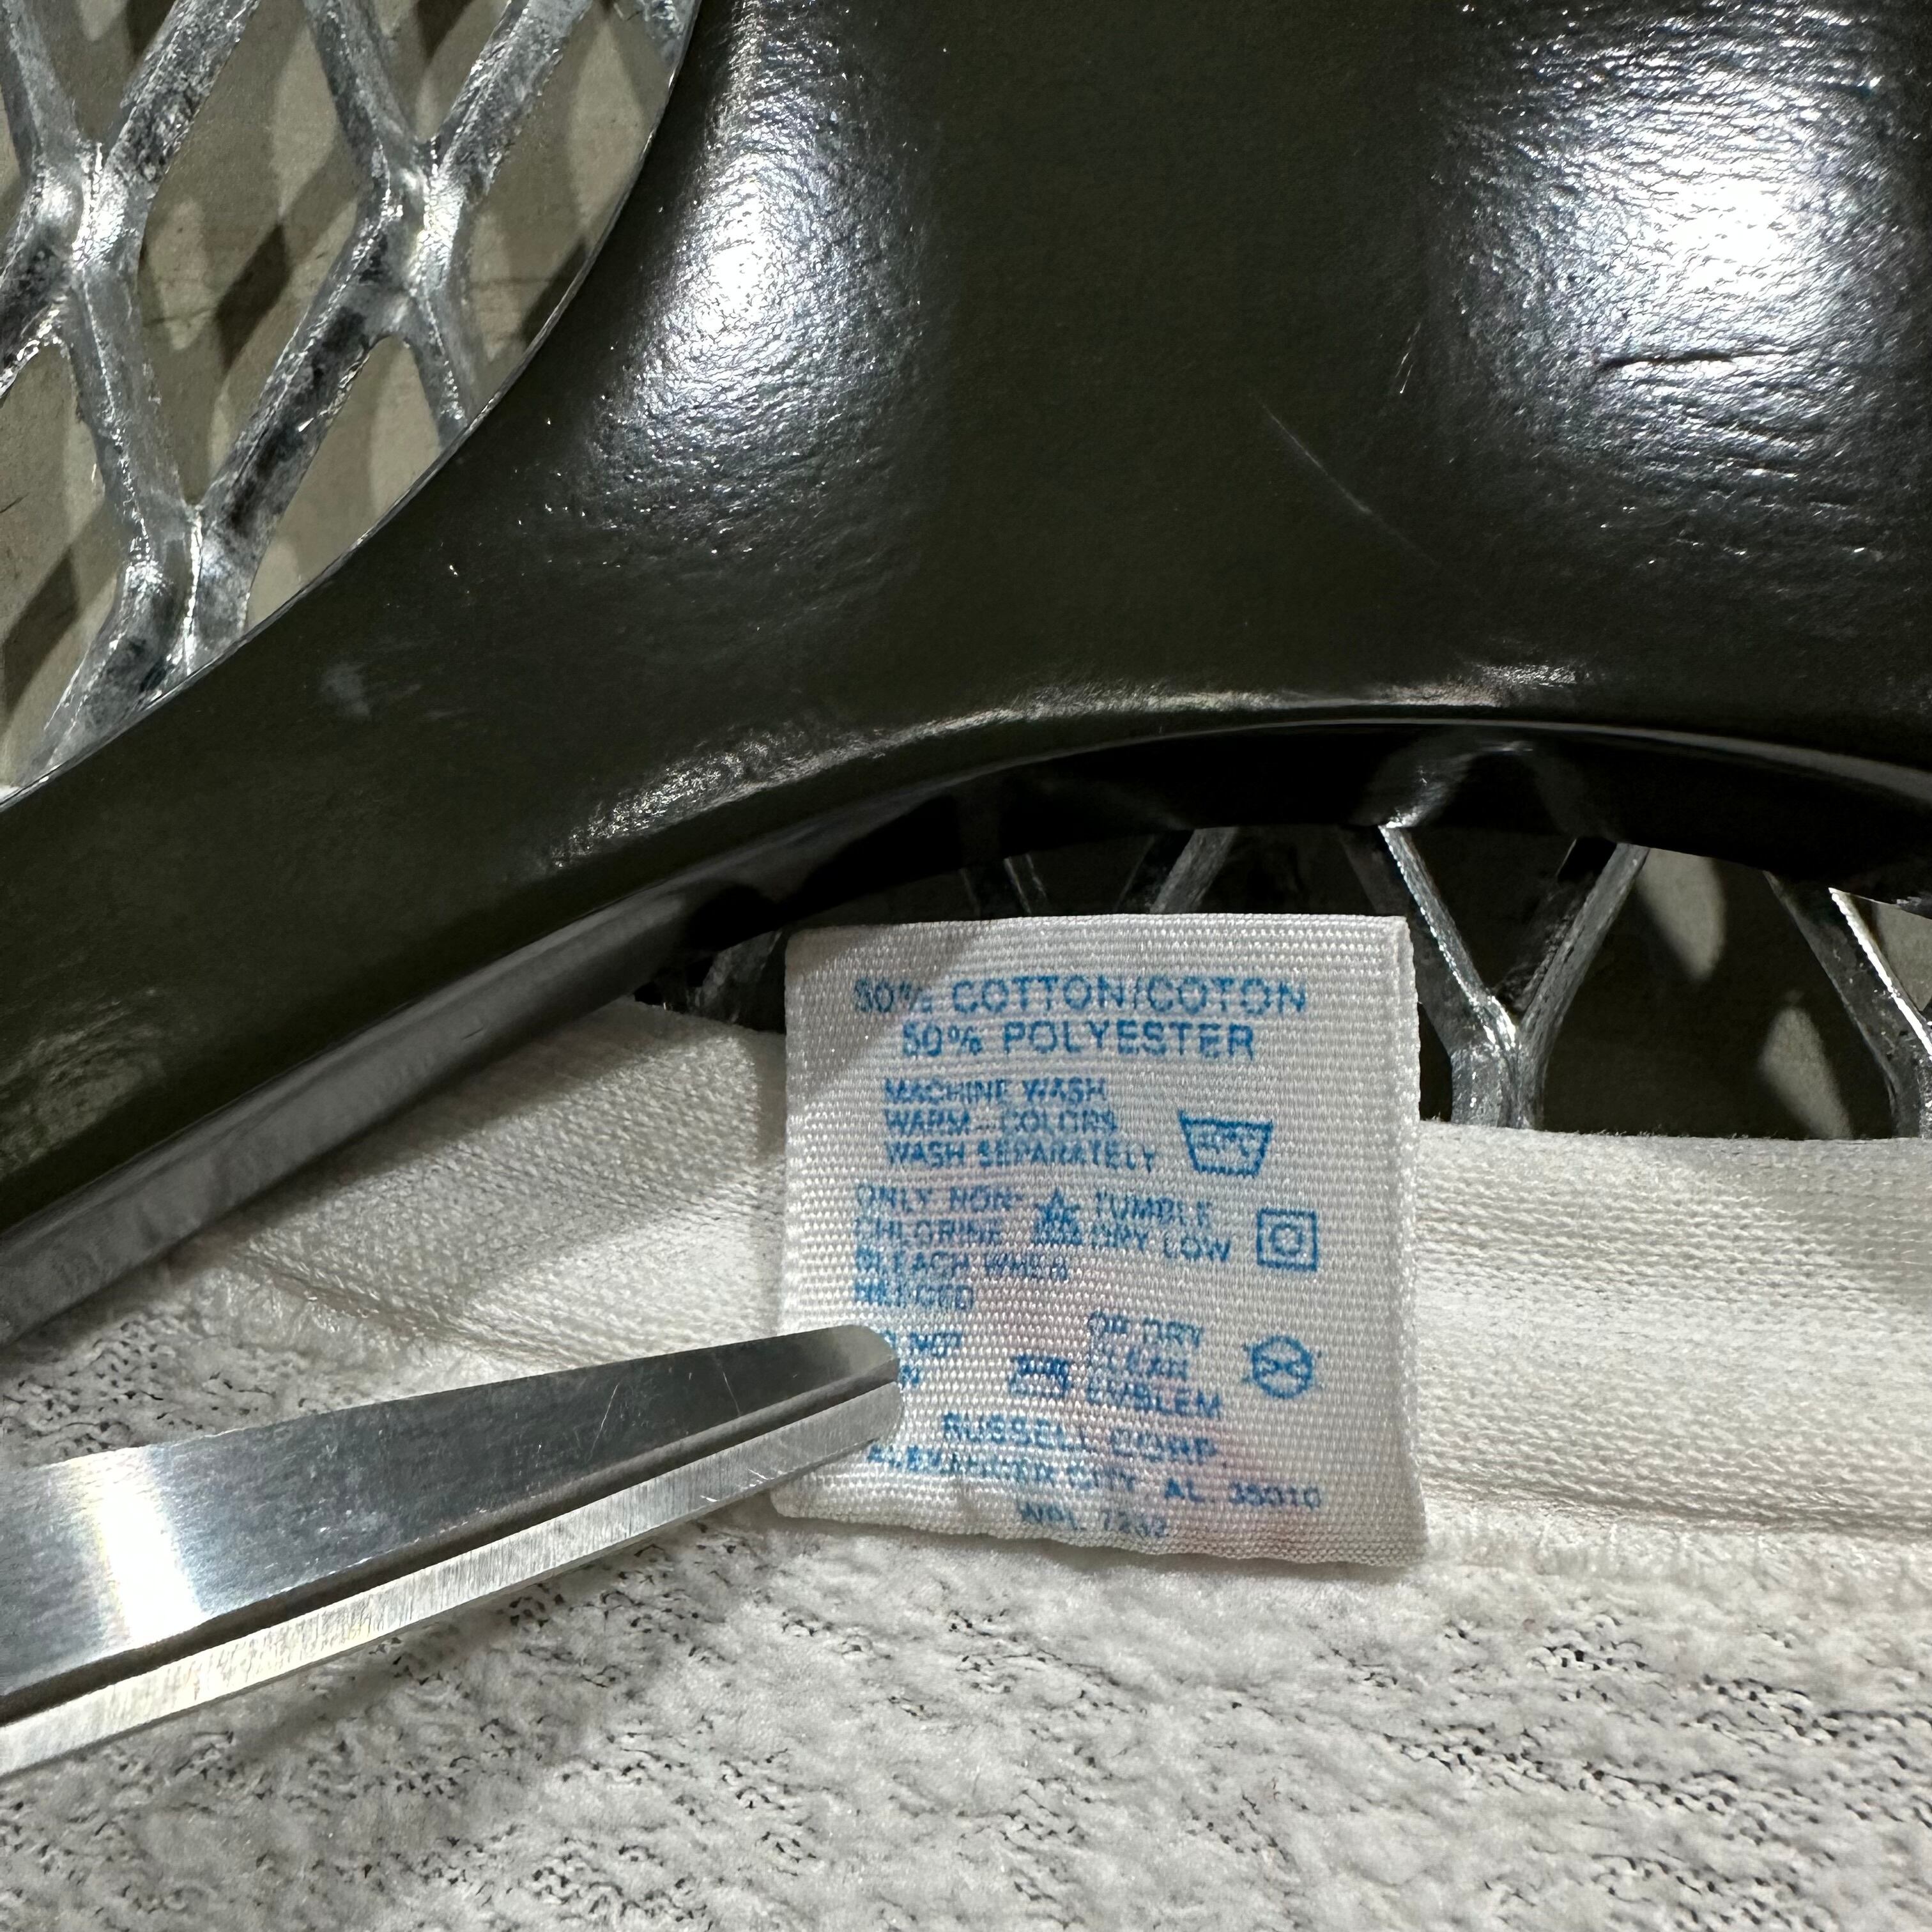 50% COTTON/COTON
50% POLYESTER
MACHINE WASH
WARM—COLORS
WASH SEPARATELY
ONLY NON- TUMBLE
CHLORINE DRY LOW
BLEACH WHEN
NEEDED
OR DRY
CLEAN
EMBLEM
RUSSELL CORP.
ALEXANDER CITY, AL. 35010